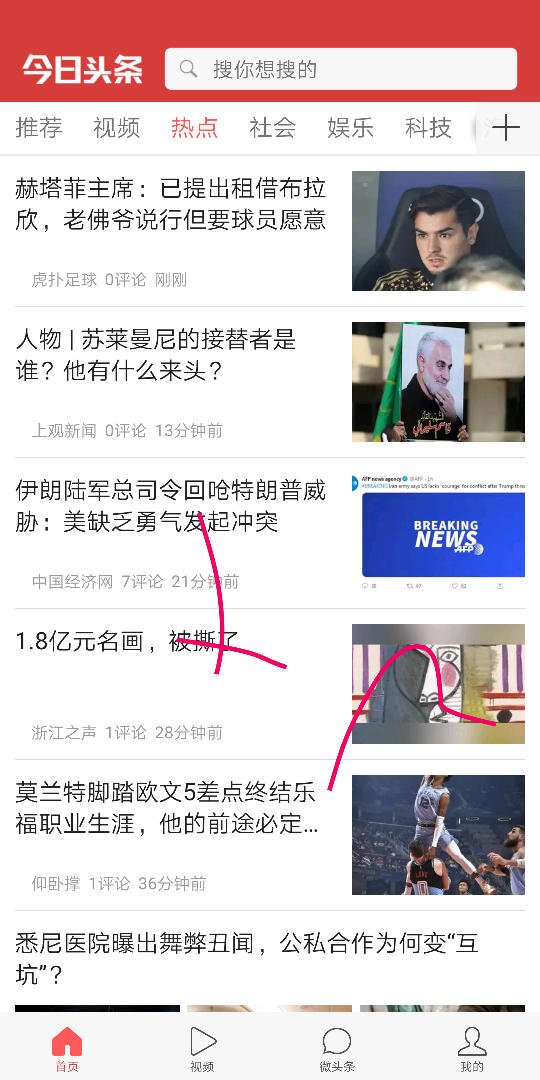 今日头条
搜你想搜的
推荐 视频 热点 社会 娱乐 科技
赫塔菲主席：已提出租借布拉
欣，老佛爷说行但要球员愿意
虎扑足球 0评论 刚刚
人物 | 苏莱曼尼的接替者是
谁？他有什么来头？
上观新闻 0评论 13分钟前
伊朗陆军总司令回呛特朗普威
胁：美缺乏勇气发起冲突
中国经济网 7评论 21分钟前
AFP news agency @AFP · 1h
#BREAKING Iran army says US lacks 'courage' for conflict after Trump
BREAKING
NEWS
AFP
1.8亿元名画，被撕了
浙江之声 1评论 28分钟前
莫兰特脚踏欧文5差点终结乐
福职业生涯，他的前途必定...
仰卧撑 1评论 36分钟前
悉尼医院曝出舞弊丑闻，公私合作为何变“互
坑”？
首页 视频 微头条 我的